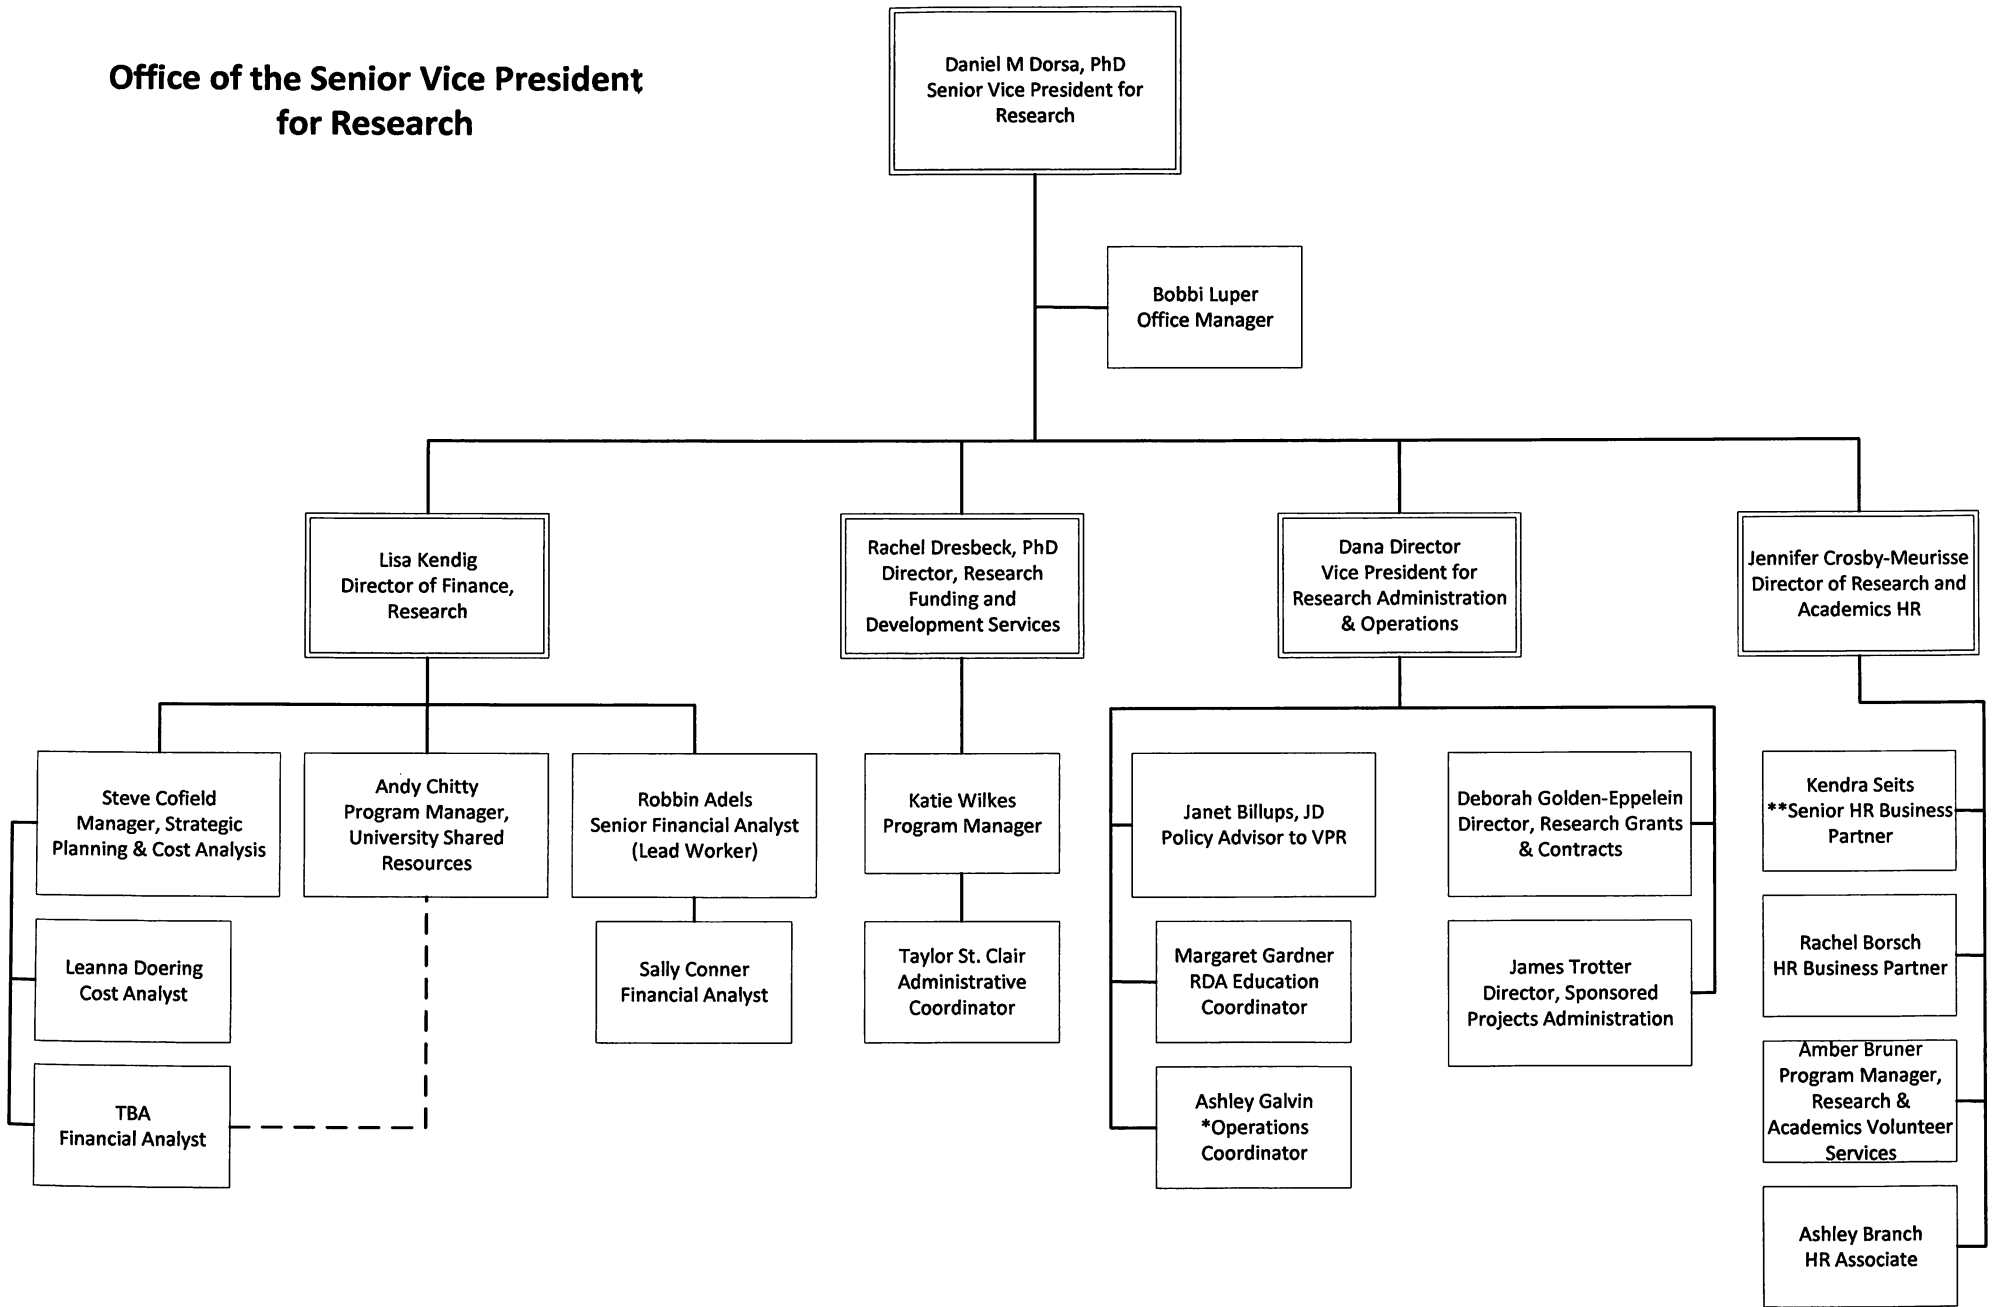 Office of the Senior Vice President
for Research
Daniel M Dorsa, PhD
Senior Vice President for
Research
Bobbi Luper
Office Manager
Lisa Kendig
Director of Finance,
Research
Rachel Dresbeck, PhD
Director, Research
Funding and
Development Services
Dana Director
Vice President for
Research Administration
& Operations
Jennifer Crosby-Meurisse
Director of Research and
Academics HR
Steve Cofield
Manager, Strategic
Planning & Cost Analysis
Andy Chitty
Program Manager,
University Shared
Resources
Robbin Adels
Senior Financial Analyst
(Lead Worker)
Katie Wilkes
Program Manager
Janet Billups, JD
Policy Advisor to VPR
Deborah Golden-Eppelein
Director, Research Grants
& Contracts
Kendra Seits
**Senior HR Business
Partner
Leanna Doering
Cost Analyst
Sally Conner
Financial Analyst
Taylor St. Clair
Administrative
Coordinator
Margaret Gardner
RDA Education
Coordinator
James Trotter
Director, Sponsored
Projects Administration
Rachel Borsch
HR Business Partner
TBA
Financial Analyst
Ashley Galvin
*Operations
Coordinator
Amber Bruner
Program Manager,
Research &
Academics Volunteer
Services
Ashley Branch
HR Associate